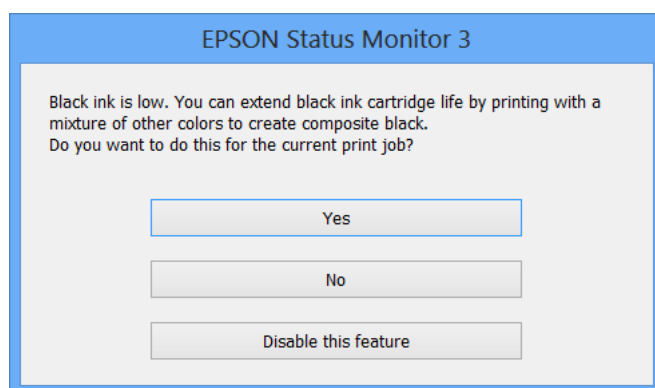 EPSON Status Monitor 3
Black ink is low. You can extend black ink cartridge life by printing with a
mixture of other colors to create composite black.
Do you want to do this for the current print job?
Yes
No
Disable this feature